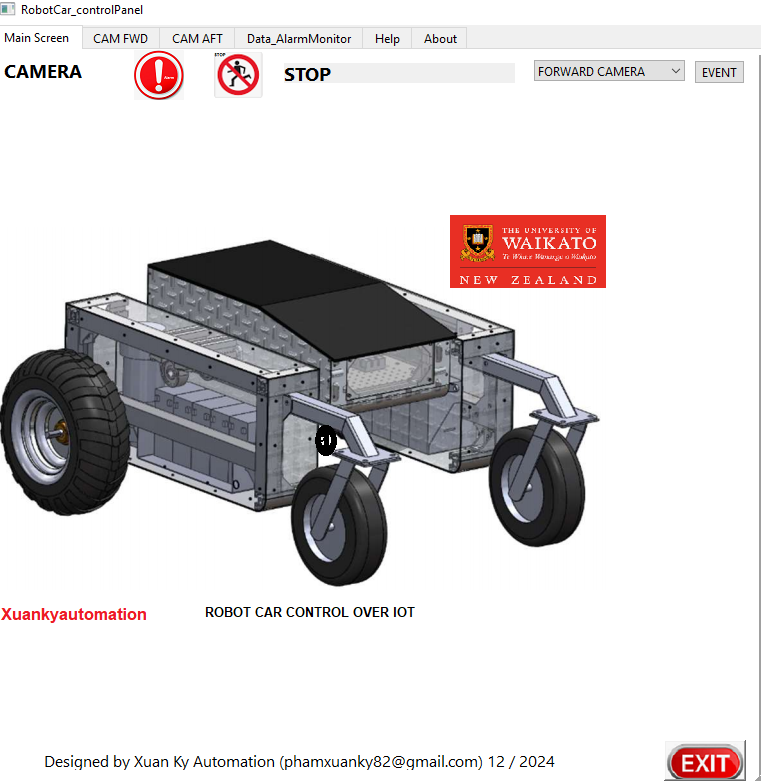 RobotCar_controlPanel
Main Screen CAM FWD CAM AFT Data_AlarmMonitor Help About
CAMERA
Alarm
STOP
STOP
FORWARD CAMERA
EVENT
THE UNIVERSITY OF
WAIKATO
Te Whare Wānanga o Waikato
NEW ZEALAND
Xuankyautomation
ROBOT CAR CONTROL OVER IOT
Designed by Xuan Ky Automation (phamxuanky82@gmail.com) 12 / 2024
EXIT